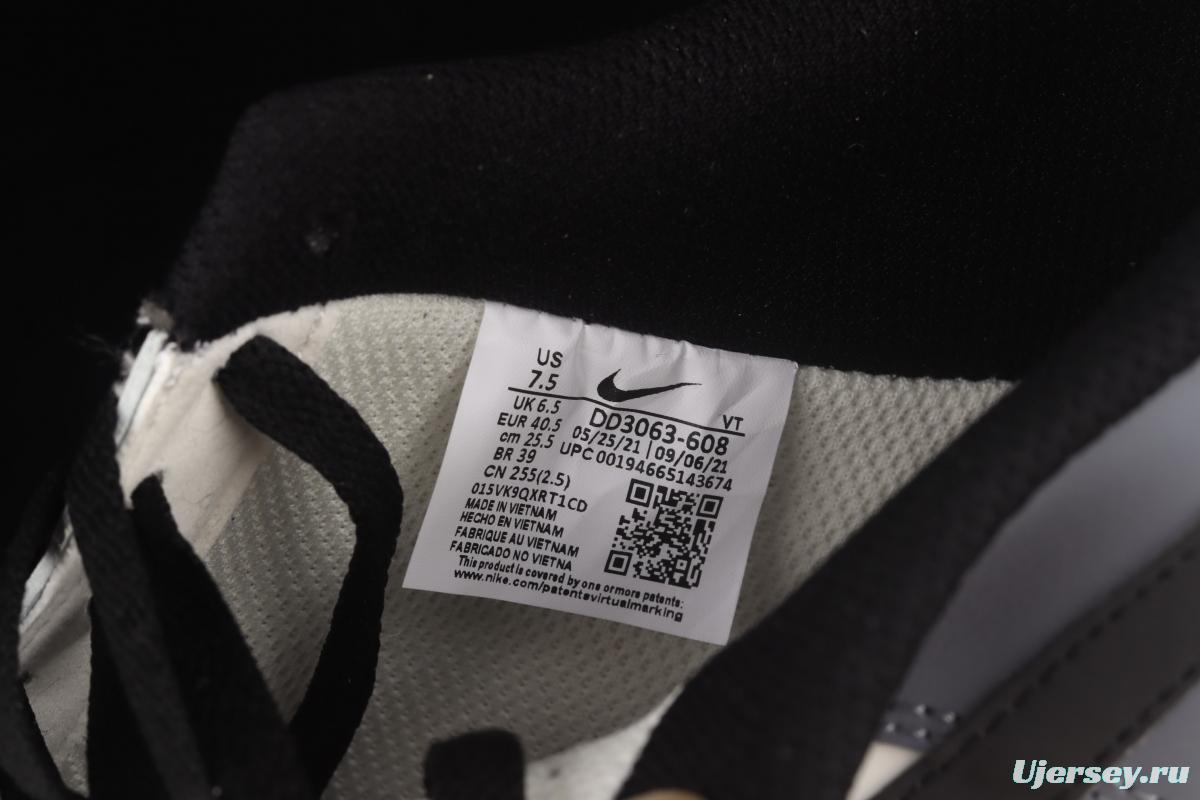 US
7.5
UK 6.5
EUR 40.5
cm 25.5
BR 39
CN 255(2.5)
VT
DD3063-608
05/25/21 | 09/06/21
UPC 00194665143674
015VK9QXRT1CD
MADE IN VIETNAM
HECHO EN VIETNAM
FABRIQUE AU VIETNAM
FABRICADO NO VIETNA
This product is covered by one ormore patents:
www.nike.com/patentsvirtualmarking
Ujersey.ru